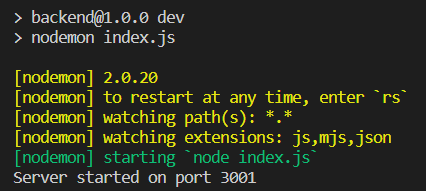 > backend@1.0.0 dev
> nodemon index.js
[nodemon] 2.0.20
[nodemon] to restart at any time, enter `rs`
[nodemon] watching path(s): *.*
[nodemon] watching extensions: js,mjs,json
[nodemon] starting `node index.js`
Server started on port 3001